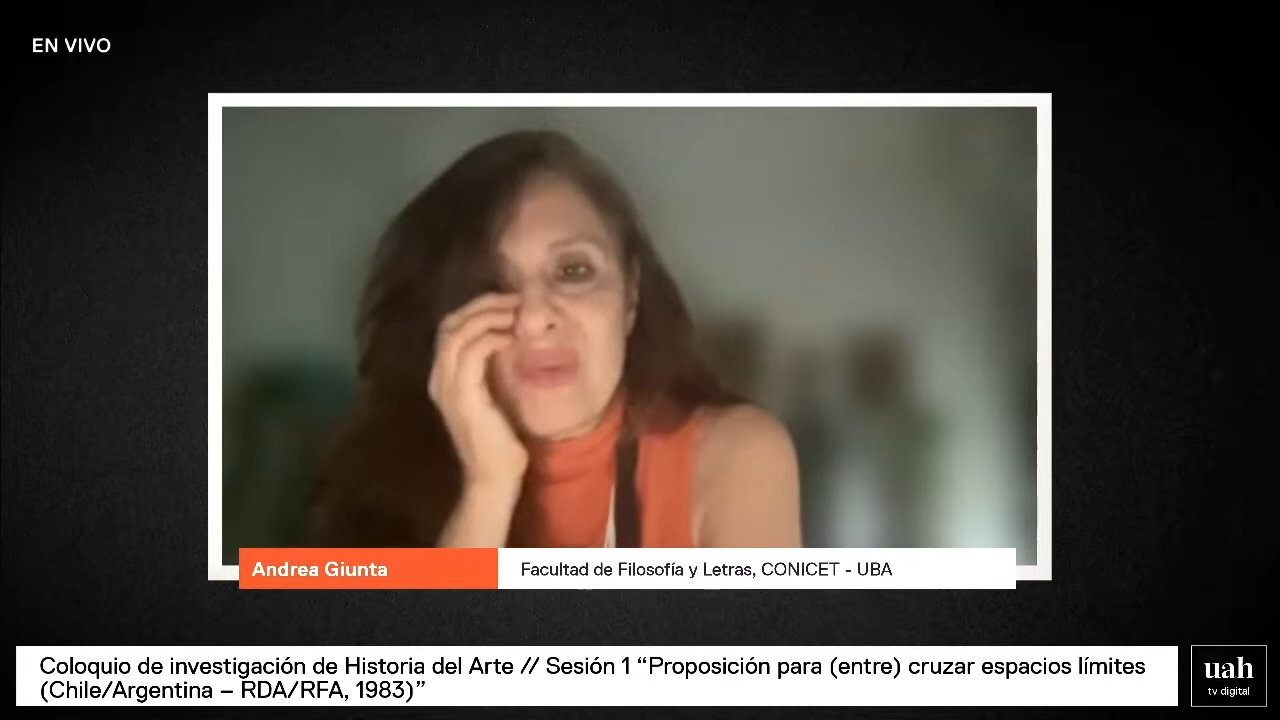 EN VIVO
Andrea Giunta
Facultad de Filosofía y Letras, CONICET - UBA
Coloquio de investigación de Historia del Arte // Sesión 1 “Proposición para (entre) cruzar espacios límites
(Chile/Argentina – RDA/RFA, 1983)”
uah
tv digital